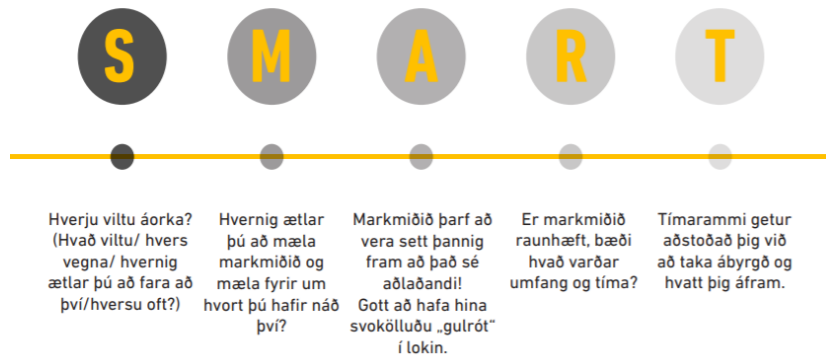 S M A R T
Hverju viltu áorka?
(Hvað viltu/ hvers
vegna/ hvernig
ætlar þú að fara að
því/hversu oft?)
Hvernig ætlar
þú að mæla
markmiðið og
mæla fyrir um
hvort þú hafir náð
því?
Markmiðið þarf að
vera sett þannig
fram að það sé
aðlaðandi!
Gott að hafa hina
svokölluðu „gulrót“
í lokin.
Er markmiðið
raunhæft, bæði
hvað varðar
umfang og tíma?
Tímarammi getur
aðstoðað þig við
að taka ábyrgð og
hvatt þig áfram.